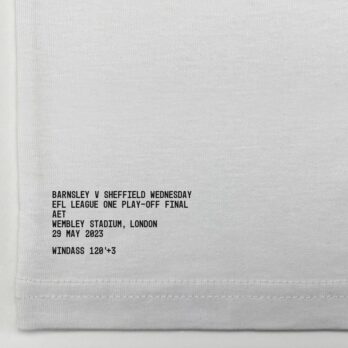 BARNSLEY V SHEFFIELD WEDNESDAY
EFL LEAGUE ONE PLAY-OFF FINAL
AET
WEMBLEY STADIUM, LONDON
29 MAY 2023
WINDASS 120'+3